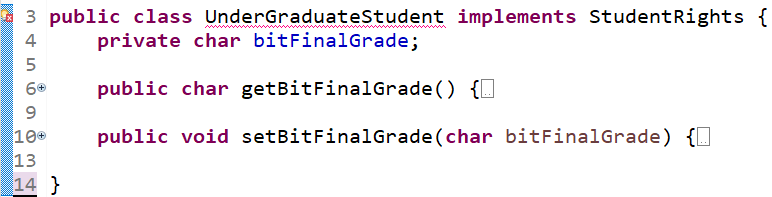 3 public class UnderGraduateStudent implements StudentRights {
4 private char bitFinalGrade;
5
6 public char getBitFinalGrade() {..
9
10 public void setBitFinalGrade(char bitFinalGrade) {..
13
14 }